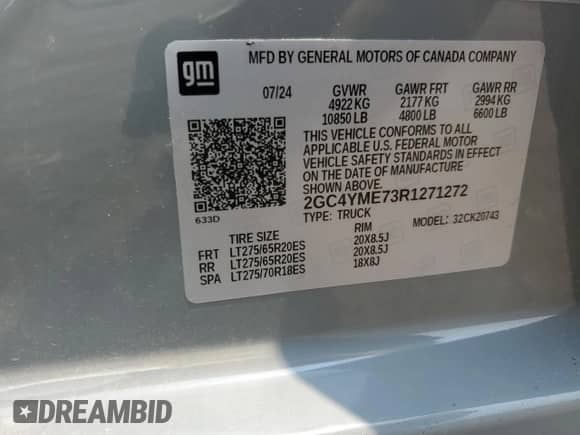 gm
MFD BY GENERAL MOTORS OF CANADA COMPANY
07/24 GVWR GAWR FRT GAWR RR
4922 KG 2177 KG 2994 KG
10850 LB 4800 LB 6600 LB
THIS VEHICLE CONFORMS TO ALL
APPLICABLE U.S. FEDERAL MOTOR
VEHICLE SAFETY STANDARDS IN EFFECT
ON THE DATE OF MANUFACTURE
SHOWN ABOVE.
633D
2GC4YME73R1271272
TYPE: TRUCK MODEL: 32CK20743
TIRE SIZE RIM
FRT LT275/65R20ES 20X8.5J
RR LT275/65R20ES 20X8.5J
SPA LT275/70R18ES 18X8J
DREAMBID